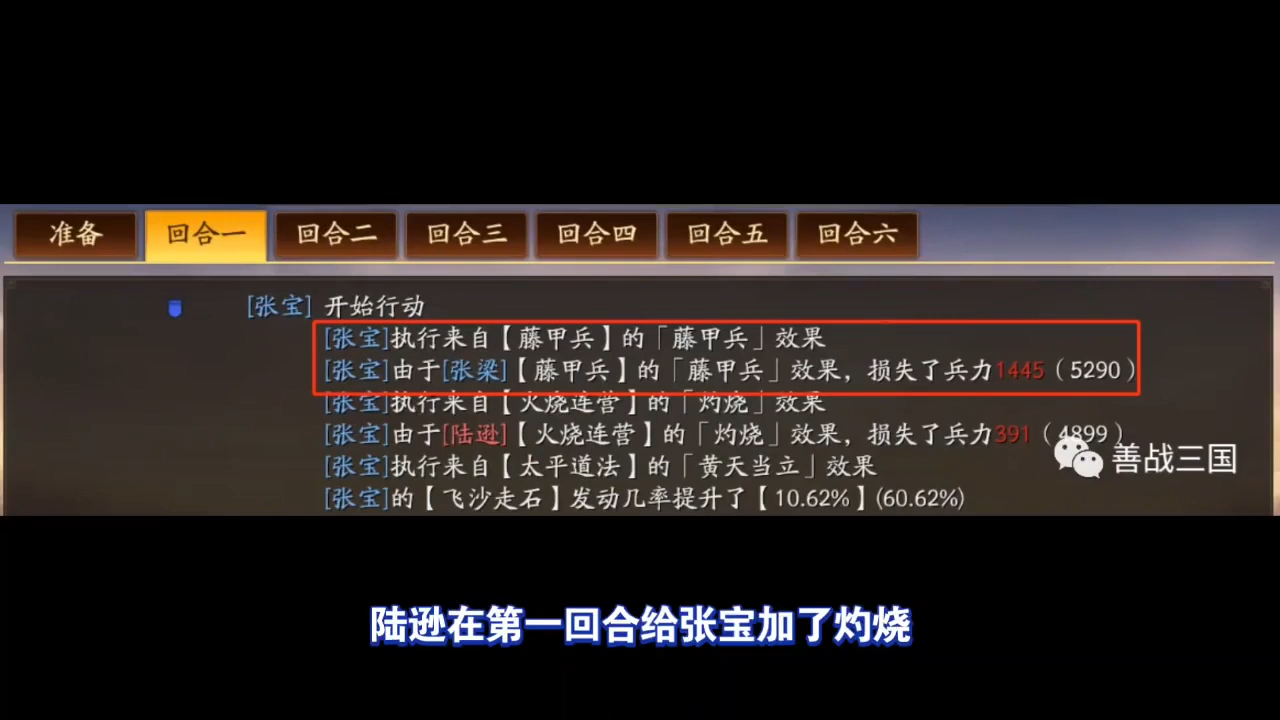 准备 回合一 回合二 回合三 回合四 回合五 回合六
[张宝] 开始行动
[张宝]执行来自【藤甲兵】的「藤甲兵」效果
[张宝]由于[张梁]【藤甲兵】的「藤甲兵」效果，损失了兵力1445（5290）
[张宝]执行来自【火烧连营】的「灼烧」效果
[张宝]由于[陆逊]【火烧连营】的「灼烧」效果，损失了兵力391（4899）
[张宝]执行来自【太平道法】的「黄天当立」效果
善战三国
[张宝]的【飞沙走石】发动几率提升了【10.62%】(60.62%)
陆逊在第一回合给张宝加了灼烧